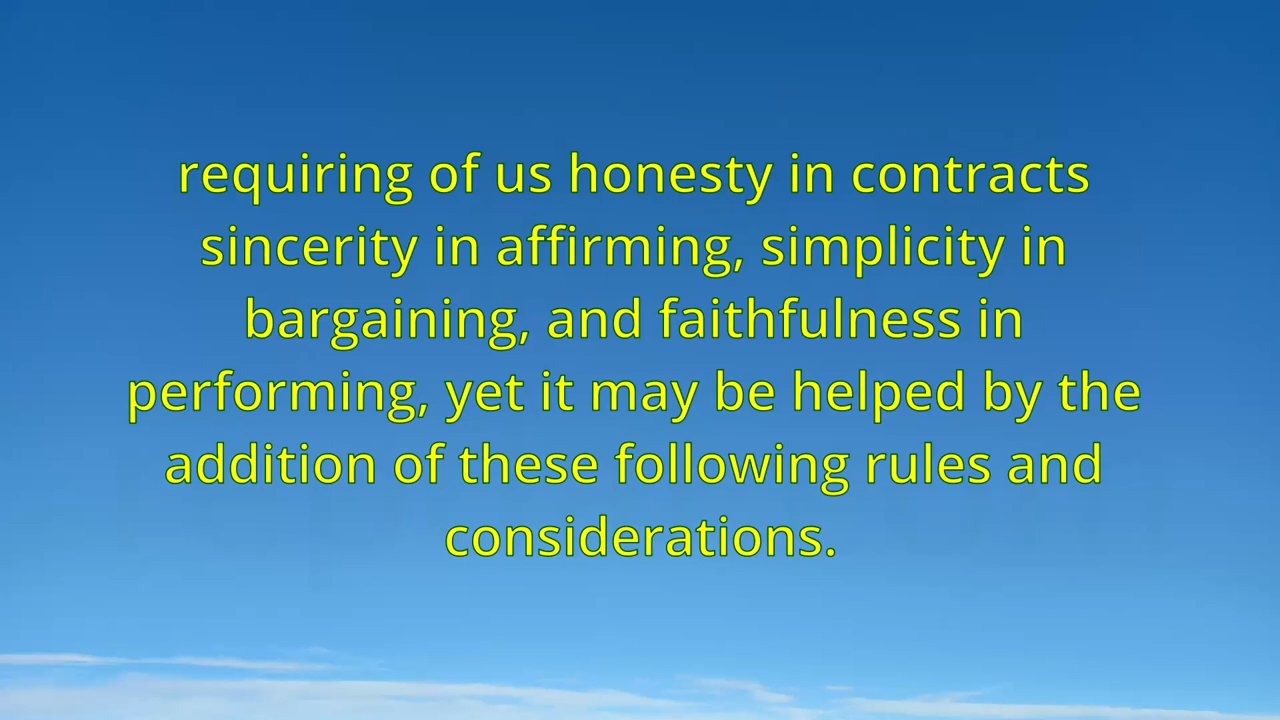 requiring of us honesty in contracts
sincerity in affirming, simplicity in
bargaining, and faithfulness in
performing, yet it may be helped by the
addition of these following rules and
considerations.